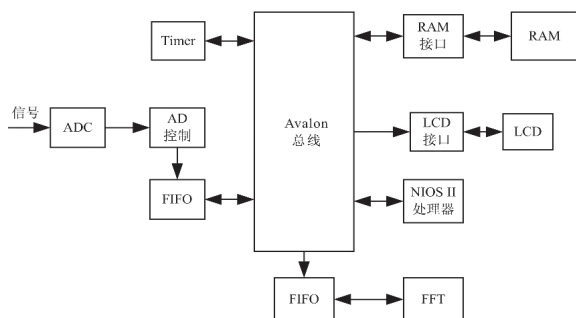 Timer
RAM
接口
RAM
信号
ADC
AD
控制
Avalon
总线
LCD
接口
LCD
FIFO
NIOS II
处理器
FIFO
FFT